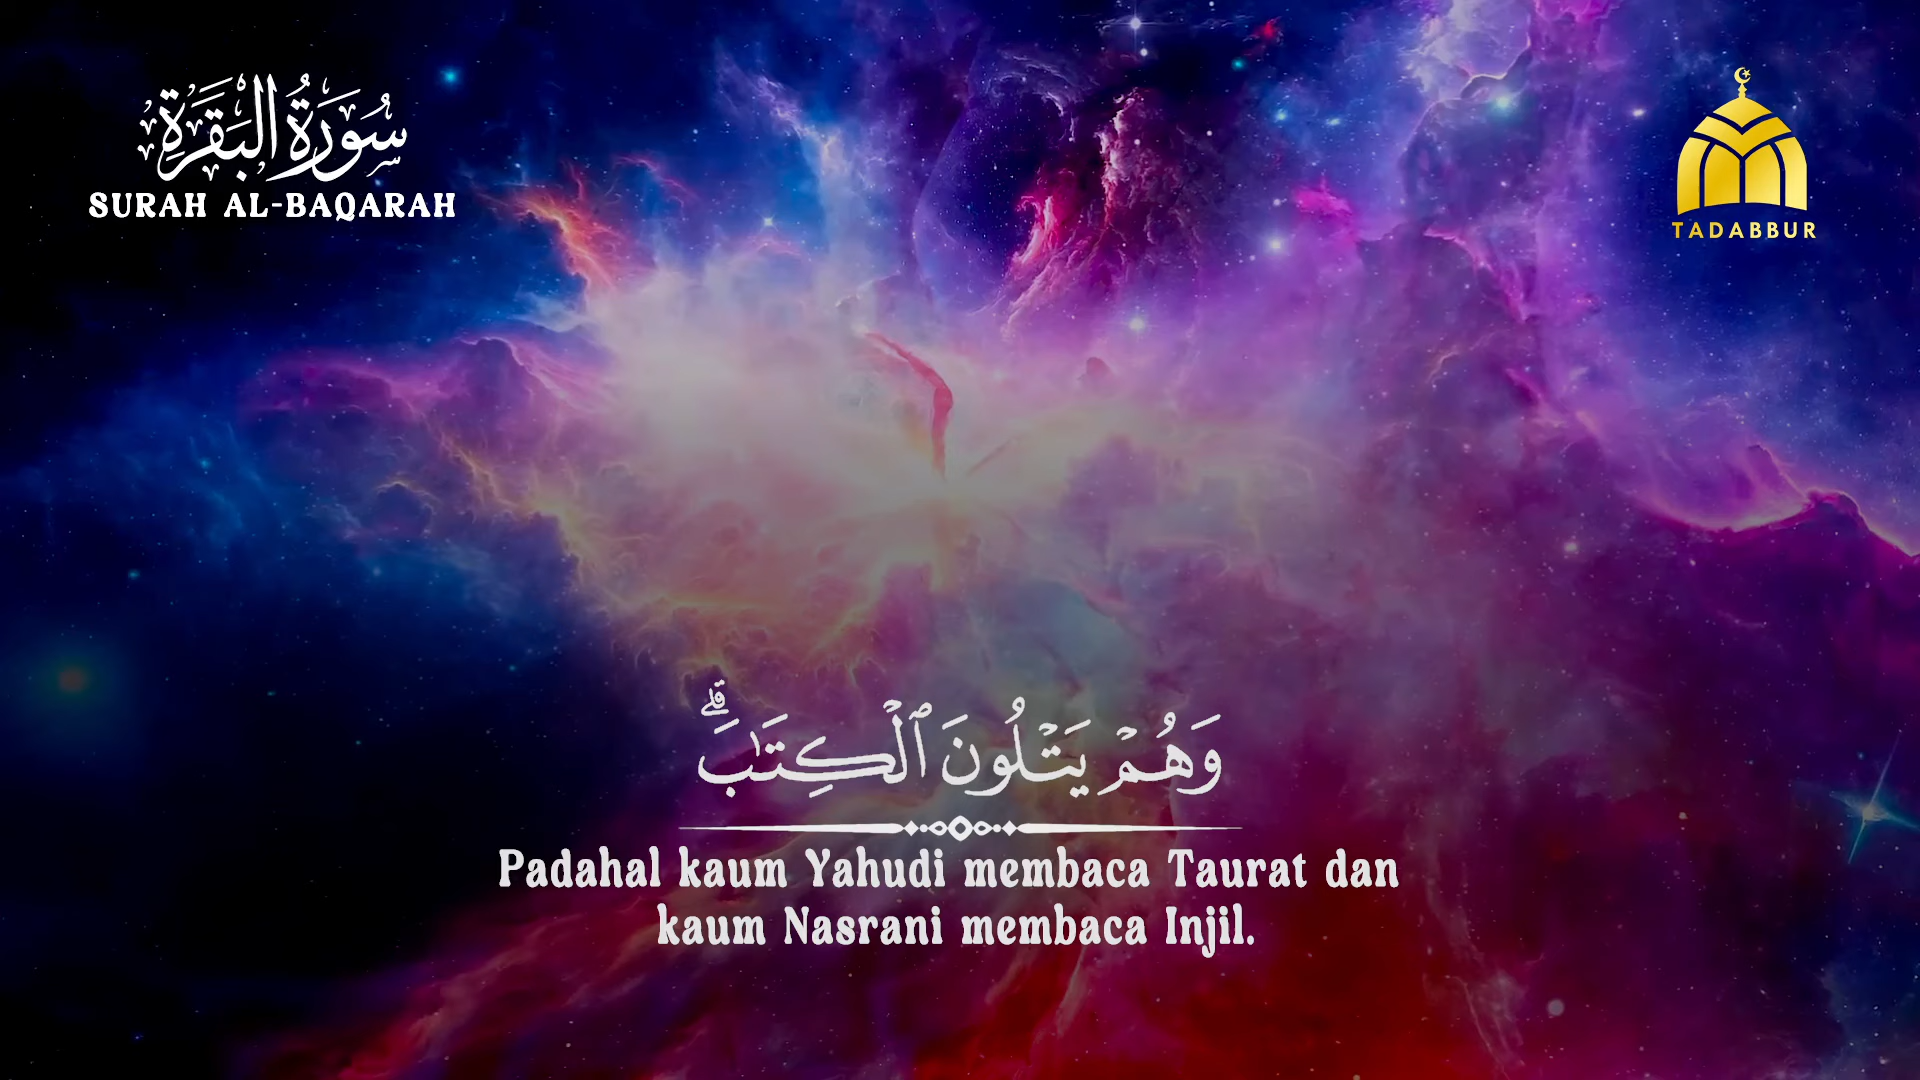 سُورَةُ البَقَرَةِ
SURAH AL-BAQARAH
TADABBUR
وَهُمۡ يَتۡلُونَ ٱلۡكِتَٰبَۗ
Padahal kaum Yahudi membaca Taurat dan
kaum Nasrani membaca Injil.